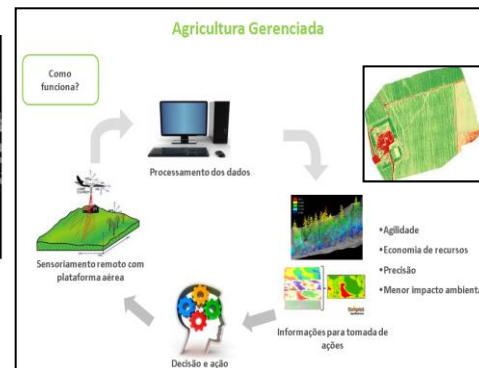 Agricultura Gerenciada
Como
funciona?
Processamento dos dados
Sensoriamento remoto com
plataforma aérea
•Agilidade
•Economia de recursos
•Precisão
•Menor impacto ambiental
Informações para tomada de
ações
Decisão e ação